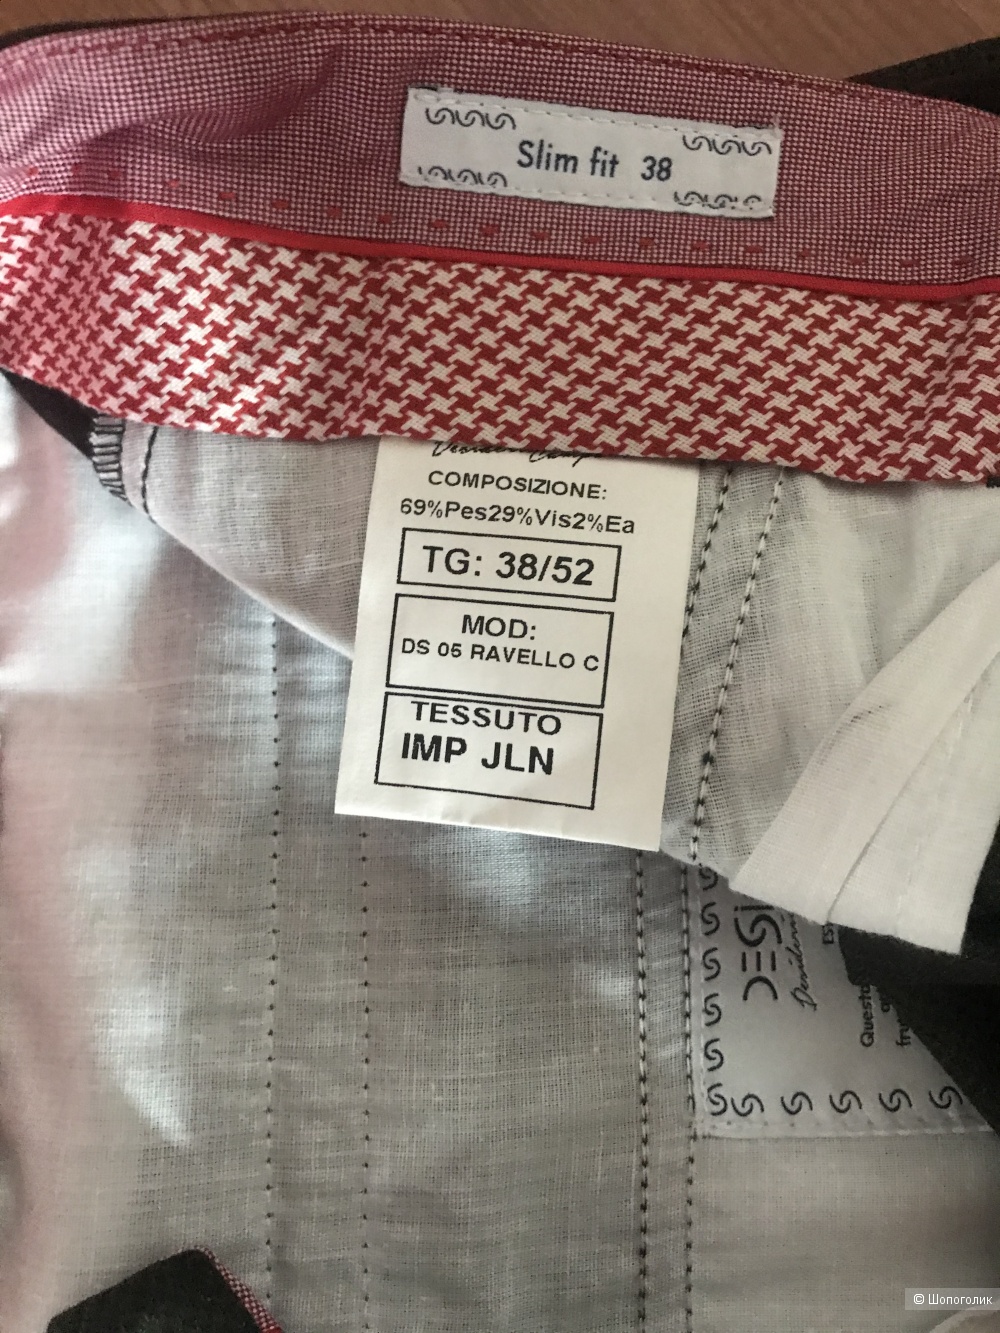 Slim fit 38
COMPOSIZIONE:
69%Pes29%Vis2%Ea
TG: 38/52
MOD:
DS 05 RAVELLO C
TESSUTO
IMP JLN
DESI
Questo
© Шопоголик